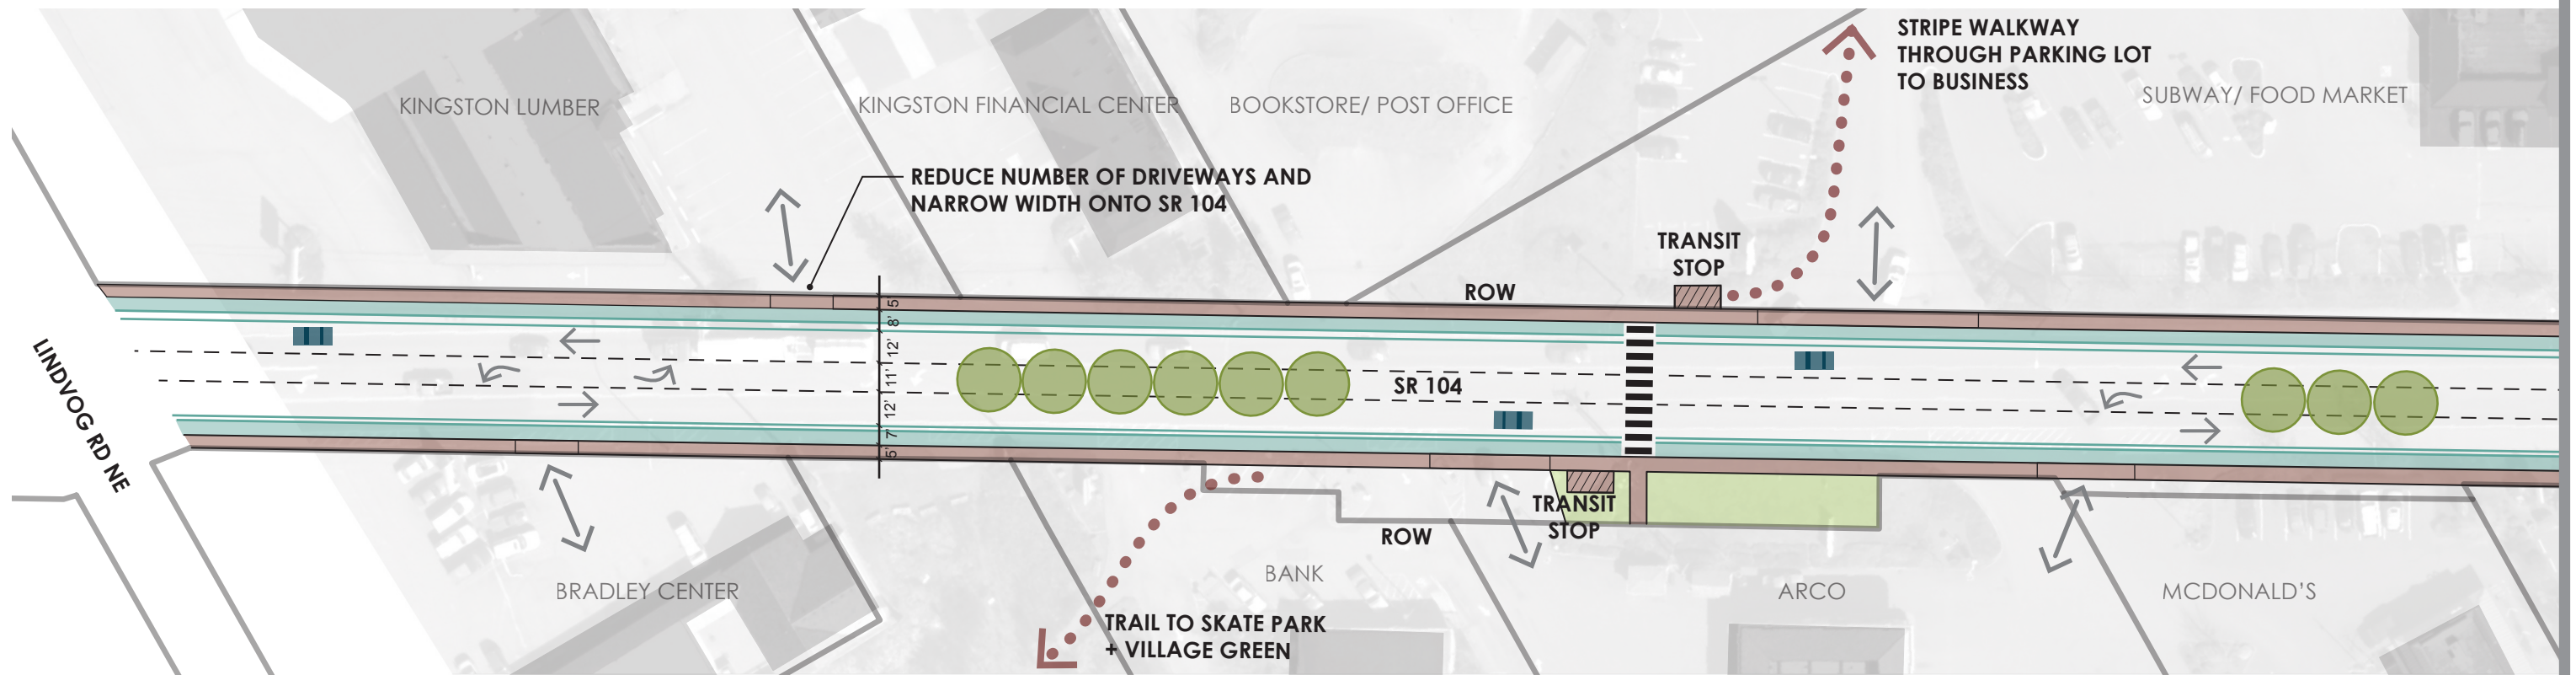 STRIPE WALKWAY
THROUGH PARKING LOT
TO BUSINESS
KINGSTON LUMBER
KINGSTON FINANCIAL CENTER
BOOKSTORE/ POST OFFICE
SUBWAY/ FOOD MARKET
REDUCE NUMBER OF DRIVEWAYS AND
NARROW WIDTH ONTO SR 104
TRANSIT
STOP
ROW
5'
8'
12'
11'
12'
7'
5'
SR 104
LINDVOG RD NE
TRANSIT
STOP
ROW
BRADLEY CENTER
BANK
ARCO
MCDONALD'S
TRAIL TO SKATE PARK
+ VILLAGE GREEN